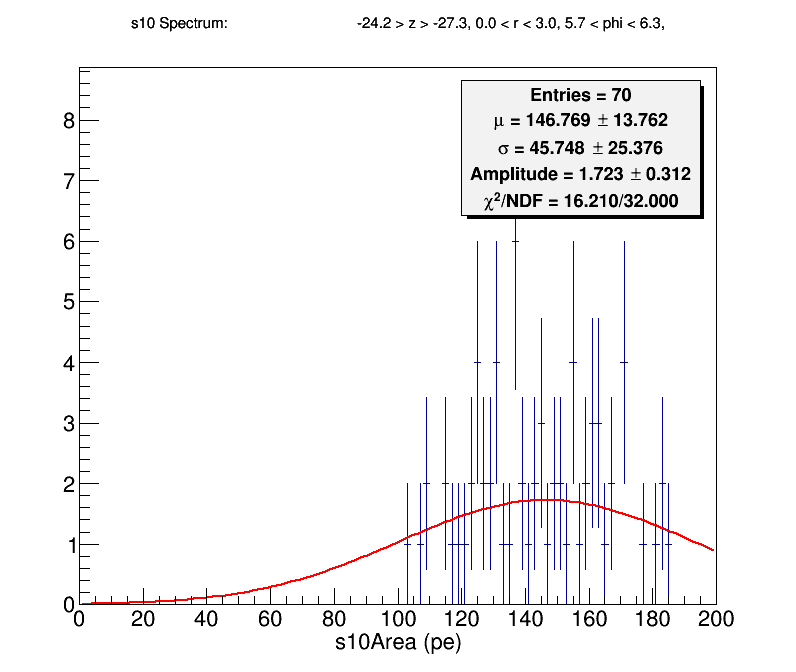 s10 Spectrum: -24.2 > z > -27.3, 0.0 < r < 3.0, 5.7 < phi < 6.3,
Entries = 70
μ = 146.769 ± 13.762
σ = 45.748 ± 25.376
Amplitude = 1.723 ± 0.312
χ²/NDF = 16.210/32.000
8
7
6
5
4
3
2
1
0
0 20 40 60 80 100 120 140 160 180 200
s10Area (pe)